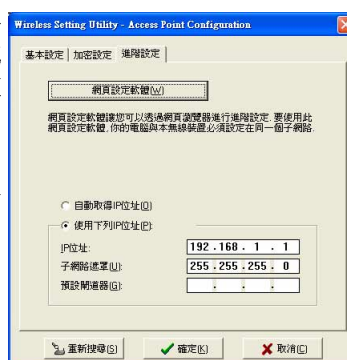 Wireless Setting Utility - Access Point Configuration
基本設定 加密設定 進階設定
網頁設定軟體(W)
網頁設定軟體讓您可以透過網頁瀏覽器進行進階設定. 要使用此
網頁設定軟體, 你的電腦與本無線裝置必須設定在同一個子網路.
自動取得IP位址(O)
使用下列IP位址(P):
IP位址: 192 . 168 . 1 . 1
子網路遮罩(U): 255 . 255 . 255 . 0
預設閘道器(G): . . .
重新搜尋(S) 確定(K) 取消(C)